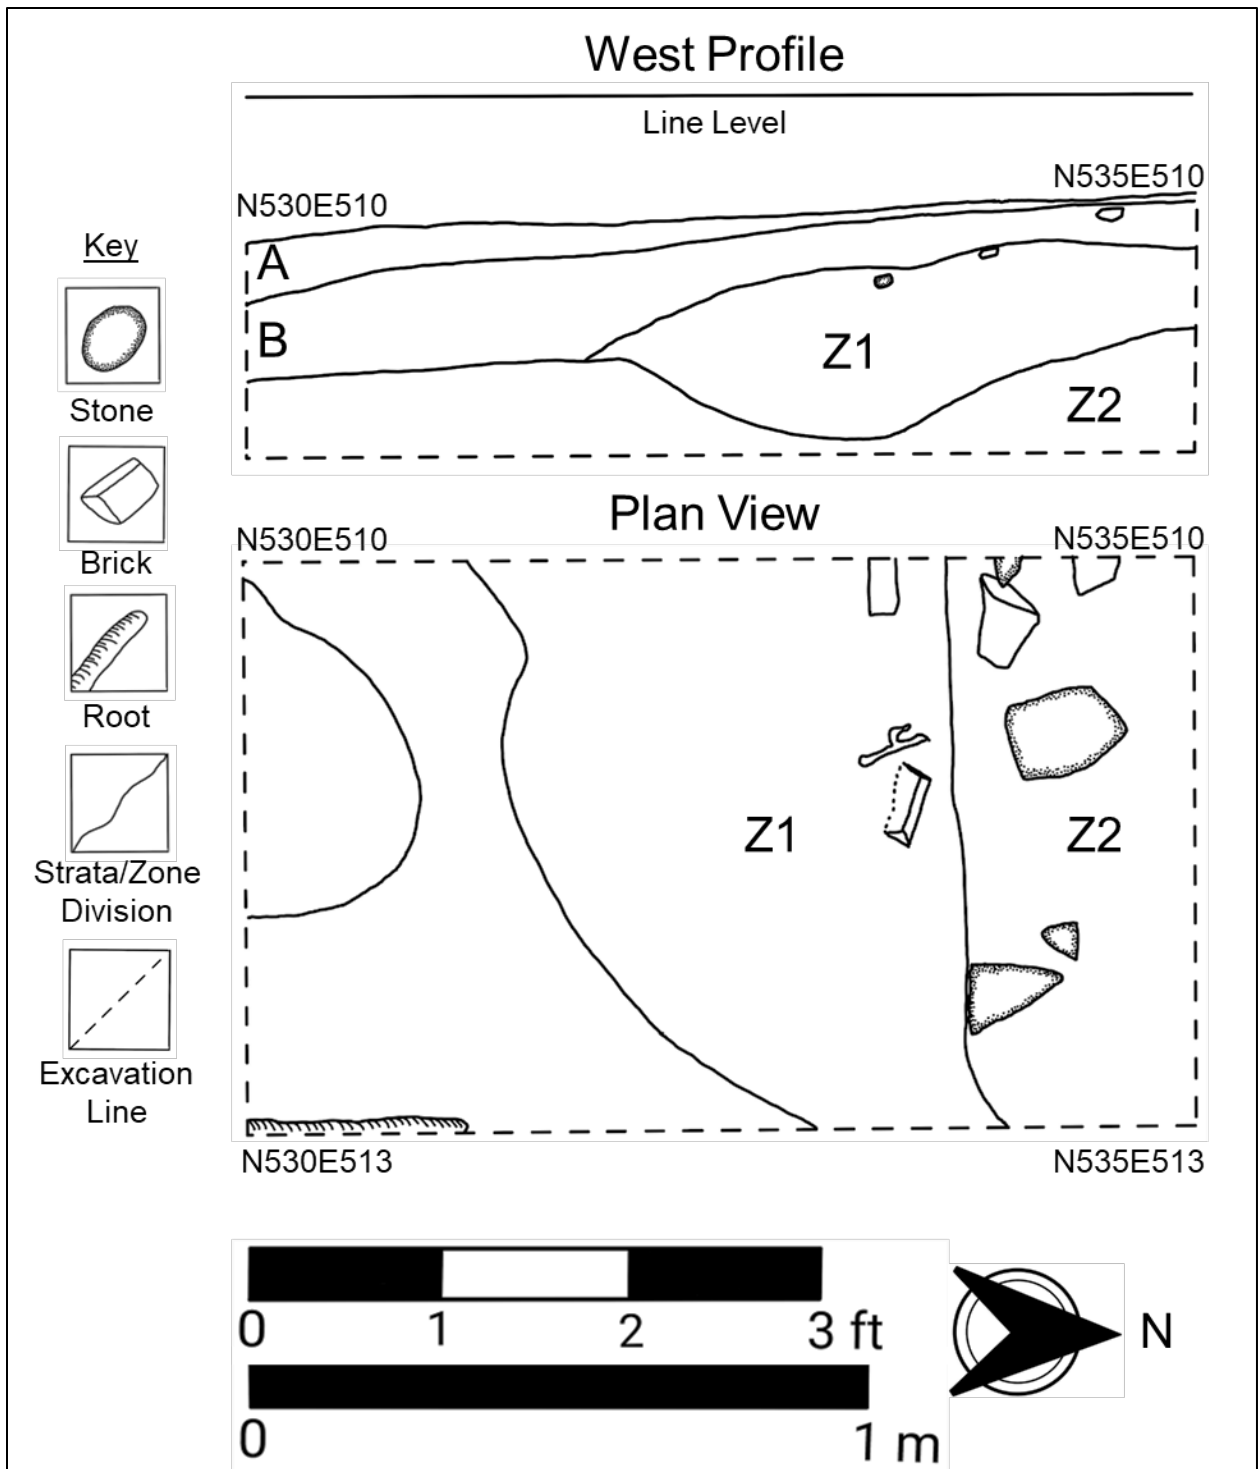 West Profile
Line Level
N530E510
N535E510
A
B
Z1
Z2
Key
Stone
Brick
Root
Strata/Zone
Division
Excavation
Line
Plan View
N530E510
N535E510
Z1
Z2
N530E513
N535E513
0 1 2 3 ft
0 1 m
N